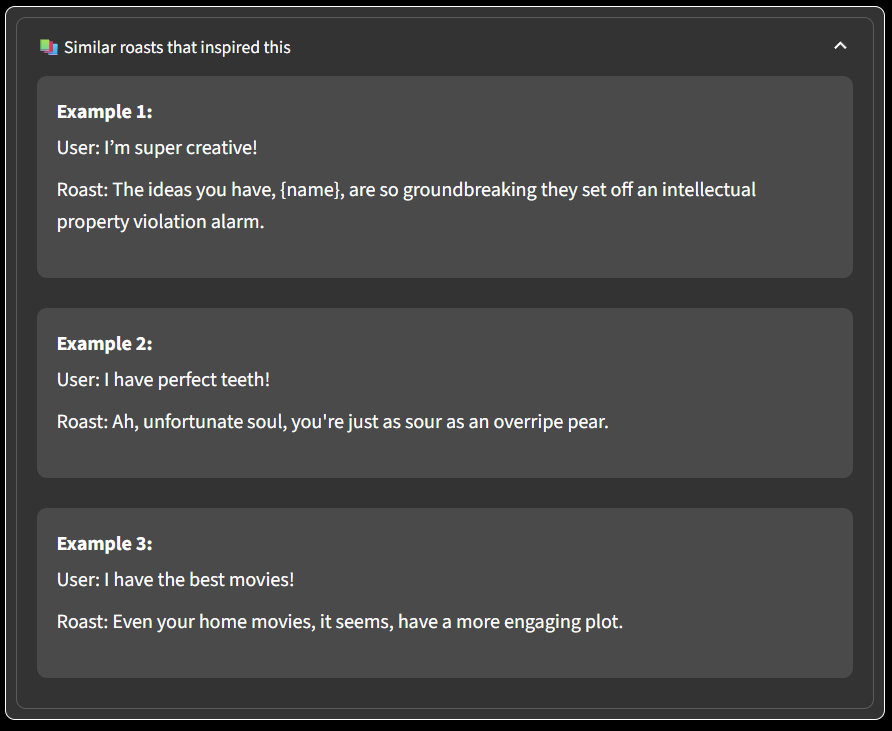 Similar roasts that inspired this
Example 1:
User: I’m super creative!
Roast: The ideas you have, {name}, are so groundbreaking they set off an intellectual
property violation alarm.
Example 2:
User: I have perfect teeth!
Roast: Ah, unfortunate soul, you're just as sour as an overripe pear.
Example 3:
User: I have the best movies!
Roast: Even your home movies, it seems, have a more engaging plot.